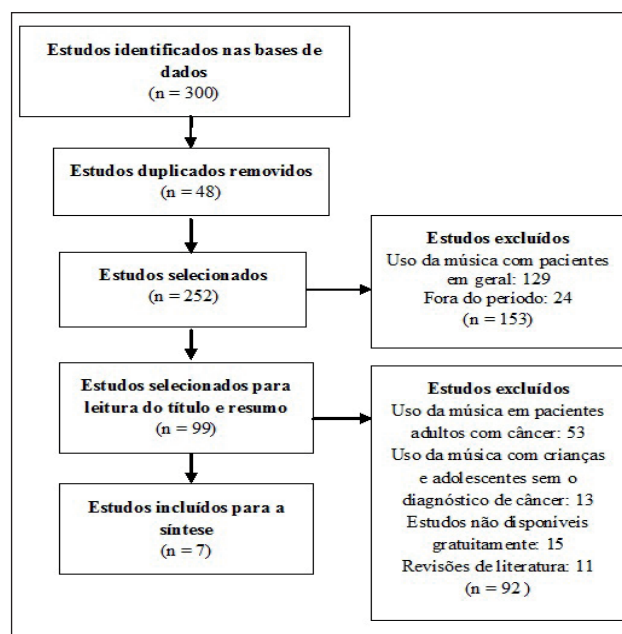 Estudos identificados nas bases de
dados
(n = 300)
Estudos duplicados removidos
(n = 48)
Estudos selecionados
(n = 252)
Estudos excluídos
Uso da música com pacientes
em geral: 129
Fora do periodo: 24
(n = 153)
Estudos selecionados para
leitura do título e resumo
(n = 99)
Estudos excluídos
Uso da música em pacientes
adultos com câncer: 53
Uso da música com crianças
e adolescentes sem o
diagnóstico de câncer: 13
Estudos não disponíveis
gratuitamente: 15
Revisões de literatura: 11
(n = 92 )
Estudos incluídos para a
síntese
(n = 7)